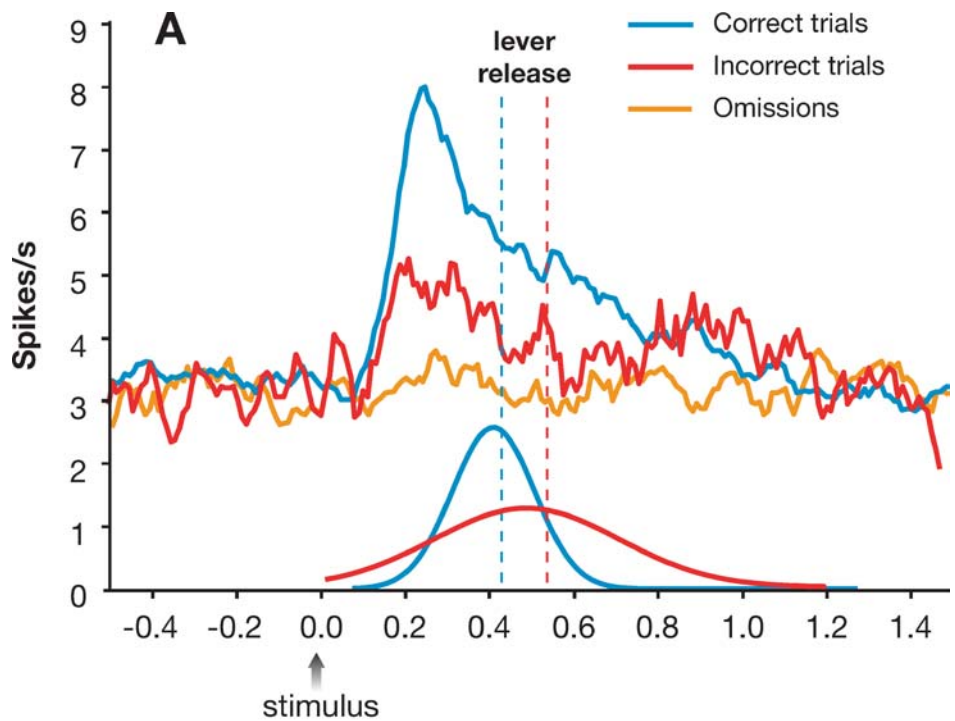 A
lever
release
Correct trials
Incorrect trials
Omissions
Spikes/s
9
8
7
6
5
4
3
2
1
0
-0.4 -0.2 0.0 0.2 0.4 0.6 0.8 1.0 1.2 1.4
stimulus